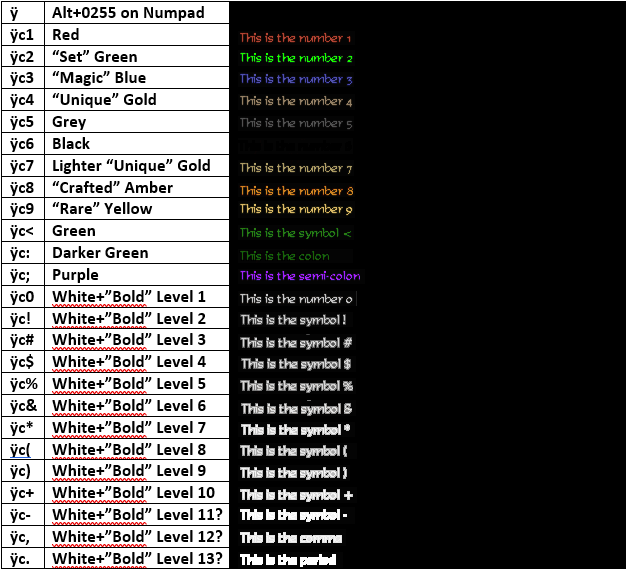 ÿ Alt+0255 on Numpad
ÿc1 Red This is the number 1
ÿc2 “Set” Green This is the number 2
ÿc3 “Magic” Blue This is the number 3
ÿc4 “Unique” Gold This is the number 4
ÿc5 Grey This is the number 5
ÿc6 Black This is the number 6
ÿc7 Lighter “Unique” Gold This is the number 7
ÿc8 “Crafted” Amber This is the number 8
ÿc9 “Rare” Yellow This is the number 9
ÿc< Green This is the symbol <
ÿc: Darker Green This is the colon
ÿc; Purple This is the semi-colon
ÿc0 White+”Bold” Level 1 This is the number 0
ÿc! White+”Bold” Level 2 This is the symbol !
ÿc# White+”Bold” Level 3 This is the symbol #
ÿc$ White+”Bold” Level 4 This is the symbol $
ÿc% White+”Bold” Level 5 This is the symbol %
ÿc& White+”Bold” Level 6 This is the symbol &
ÿc* White+”Bold” Level 7 This is the symbol *
ÿc( White+”Bold” Level 8 This is the symbol (
ÿc) White+”Bold” Level 9 This is the symbol )
ÿc+ White+”Bold” Level 10 This is the symbol +
ÿc- White+”Bold” Level 11? This is the symbol -
ÿc, White+”Bold” Level 12? This is the comma
ÿc. White+”Bold” Level 13? This is the period